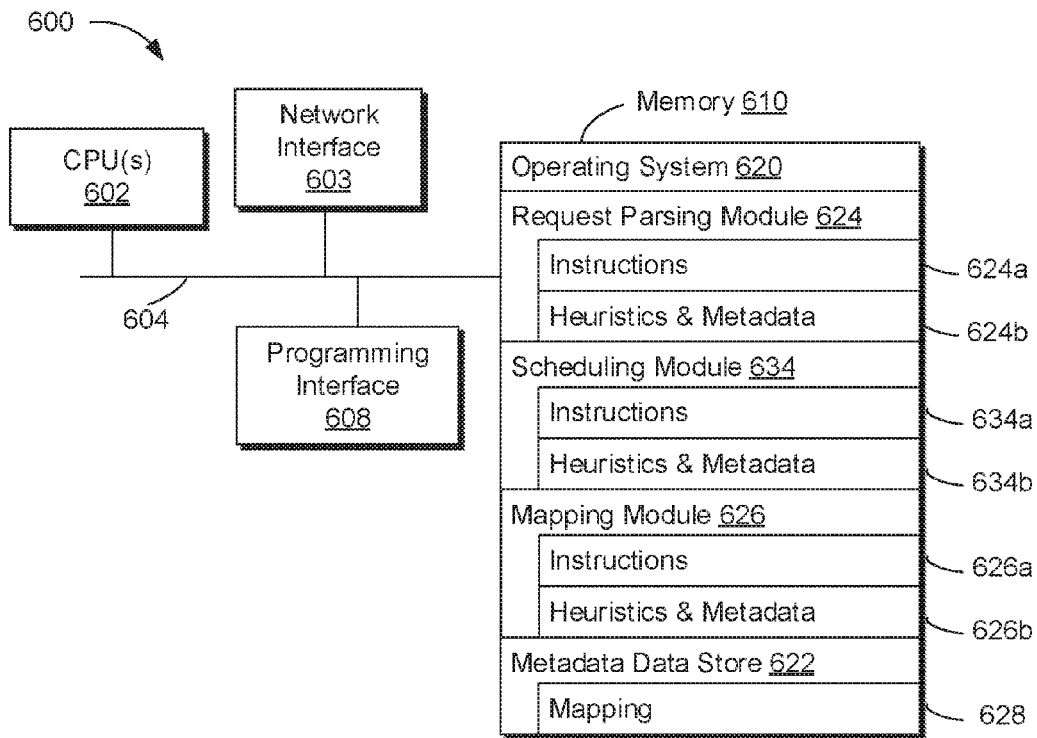 600
CPU(s)
602
Network
Interface
603
604
Programming
Interface
608
Memory 610
Operating System 620
Request Parsing Module 624
Instructions
624a
Heuristics & Metadata
624b
Scheduling Module 634
Instructions
634a
Heuristics & Metadata
634b
Mapping Module 626
Instructions
626a
Heuristics & Metadata
626b
Metadata Data Store 622
Mapping
628